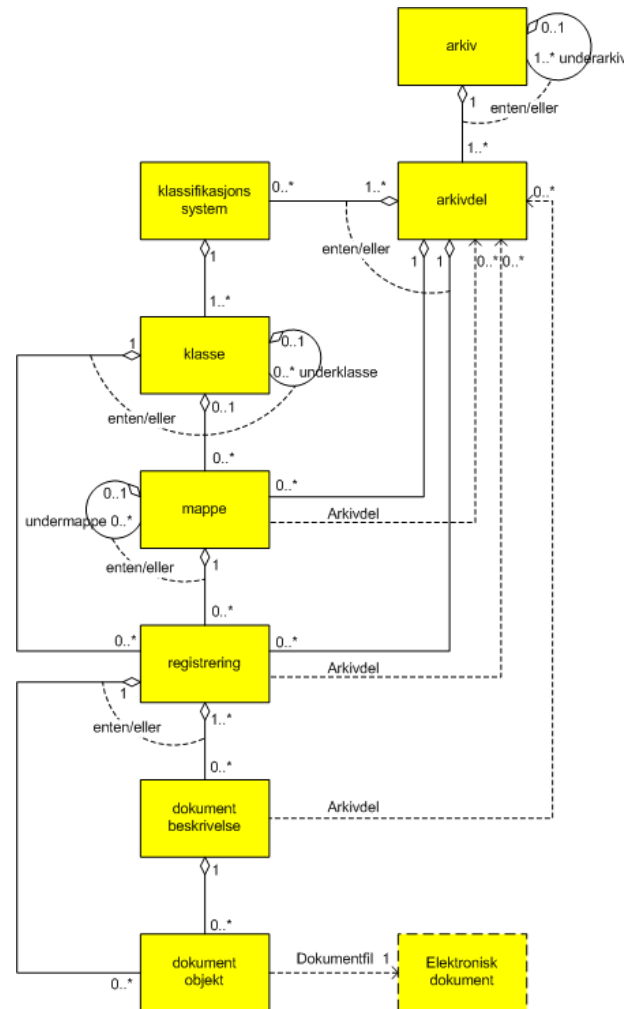 arkiv
0..1
1..* underarkiv
1
enten/eller
1..*
klassifikasjons
system
0..*
1..*
arkivdel
0..*
enten/eller
1
1
1
0..*
0..*
1..*
klasse
1
0..1
0..* underklasse
enten/eller
0..1
0..*
mappe
0..1
undermappe 0..*
0..*
Arkivdel
enten/eller
1
0..*
0..*
0..*
registrering
Arkivdel
1
enten/eller
1..*
0..*
dokument
beskrivelse
Arkivdel
1
0..*
dokument
objekt
0..*
Dokumentfil 1
Elektronisk
dokument